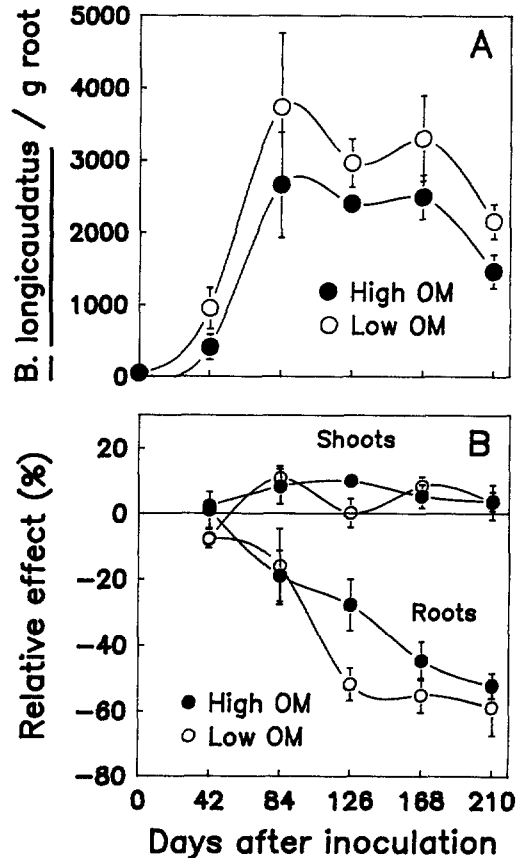 A
B. longicaudatus / g root
5000
4000
3000
2000
1000
0
High OM
Low OM
B
Relative effect (%)
20
0
−20
−40
−60
−80
Shoots
Roots
High OM
Low OM
0 42 84 126 168 210
Days after inoculation